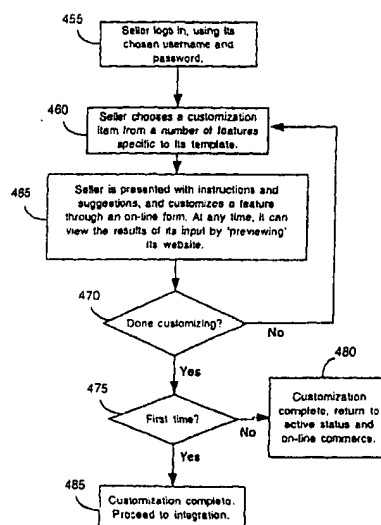 455
Seller logs in, using its
chosen username and
password.
460
Seller chooses a customization
item from a number of features
specific to its template.
465
Seller is presented with instructions and
suggestions, and customizes a feature
through an on-line form. At any time, it can
view the results of its input by 'previewing'
its website.
470
Done customizing?
No
Yes
480
475
First time?
No
Customization
complete, return to
active status and
on-line commerce.
Yes
485
Customization complete.
Proceed to integration.